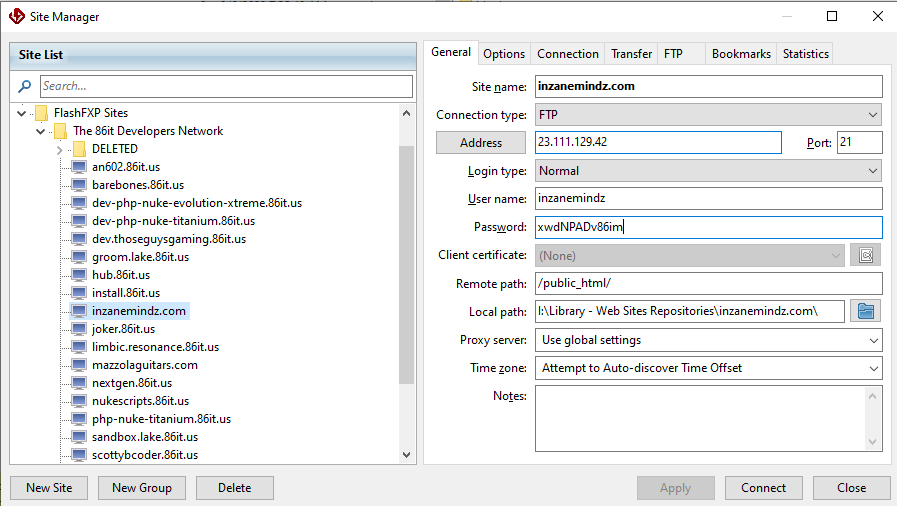 Site Manager
Site List
Search...
FlashFXP Sites
The 86it Developers Network
DELETED
an602.86it.us
barebones.86it.us
dev-php-nuke-evolution-xtreme.86it.us
dev-php-nuke-titanium.86it.us
dev.thoseguysgaming.86it.us
groom.lake.86it.us
hub.86it.us
install.86it.us
inzanemindz.com
joker.86it.us
limbic.resonance.86it.us
mazzolaguitars.com
nextgen.86it.us
nukescripts.86it.us
php-nuke-titanium.86it.us
sandbox.lake.86it.us
scottybcoder.86it.us
New Site New Group Delete
General Options Connection Transfer FTP Bookmarks Statistics
Site name: inzanemindz.com
Connection type: FTP
Address 23.111.129.42 Port: 21
Login type: Normal
User name: inzanemindz
Password: xwdNPADv86im
Client certificate: (None)
Remote path: /public_html/
Local path: I:\Library - Web Sites Repositories\inzanemindz.com\
Proxy server: Use global settings
Time zone: Attempt to Auto-discover Time Offset
Notes:
Apply Connect Close